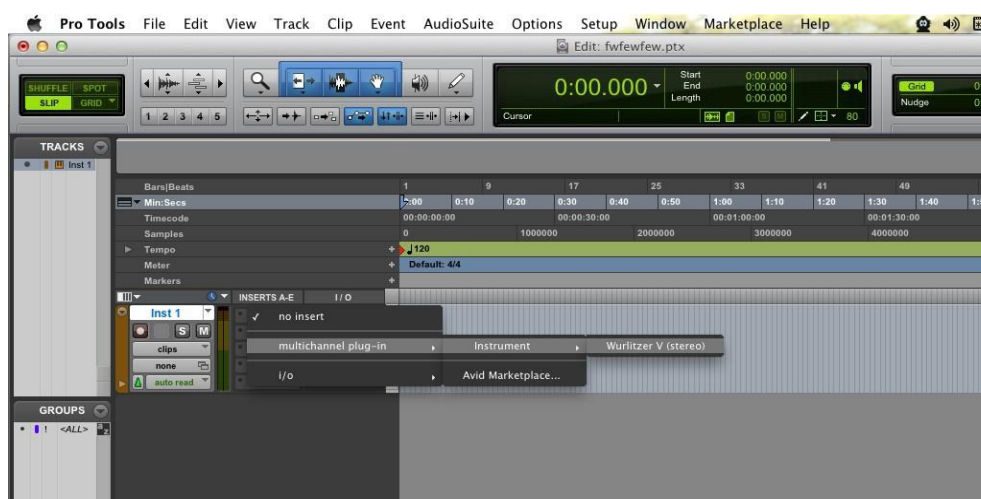 Pro Tools File Edit View Track Clip Event AudioSuite Options Setup Window Marketplace Help
Edit: fwfewfew.ptx
SHUFFLE SPOT
SLIP GRID
1 2 3 4 5
0:00.000
Start 0:00.000
End 0:00.000
Length 0:00.000
Cursor
S M
80
Grid
Nudge
TRACKS
Inst 1
Bars|Beats 1 9 17 25 33 41 49
Min:Secs 0:00 0:10 0:20 0:30 0:40 0:50 1:00 1:10 1:20 1:30 1:40
Timecode 00:00:00:00 00:00:30:00 00:01:00:00 00:01:30:00
Samples 0 1000000 2000000 3000000 4000000
Tempo + 120
Meter + Default: 4/4
Markers +
INSERTS A-E I / O
Inst 1
S M
clips
none
auto read
✓ no insert
multichannel plug-in
i/o
Instrument
Avid Marketplace...
Wurlitzer V (stereo)
GROUPS
! <ALL> a z